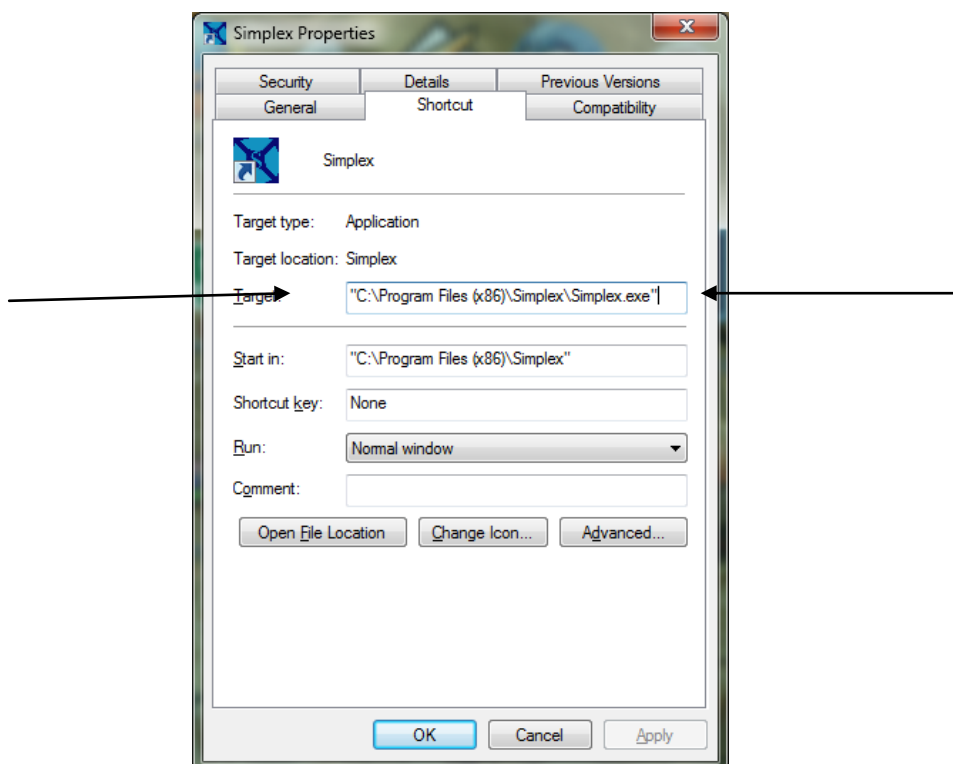 Simplex Properties
Security Details Previous Versions
General Shortcut Compatibility
Simplex
Target type: Application
Target location: Simplex
Target: "C:\Program Files (x86)\Simplex\Simplex.exe"
Start in: "C:\Program Files (x86)\Simplex"
Shortcut key: None
Run: Normal window
Comment:
Open File Location Change Icon... Advanced...
OK Cancel Apply